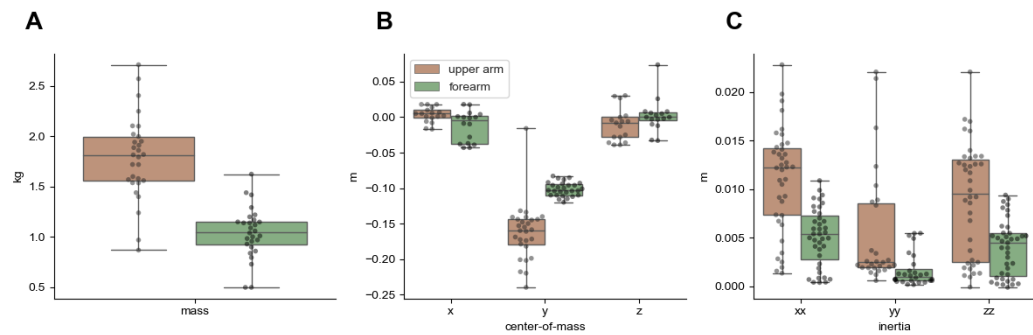 A
B
C
kg
2.5
2.0
1.5
1.0
0.5
mass
m
0.05
0.00
−0.05
−0.10
−0.15
−0.20
−0.25
upper arm
forearm
x
y
z
center-of-mass
m
0.020
0.015
0.010
0.005
0.000
xx
yy
zz
inertia